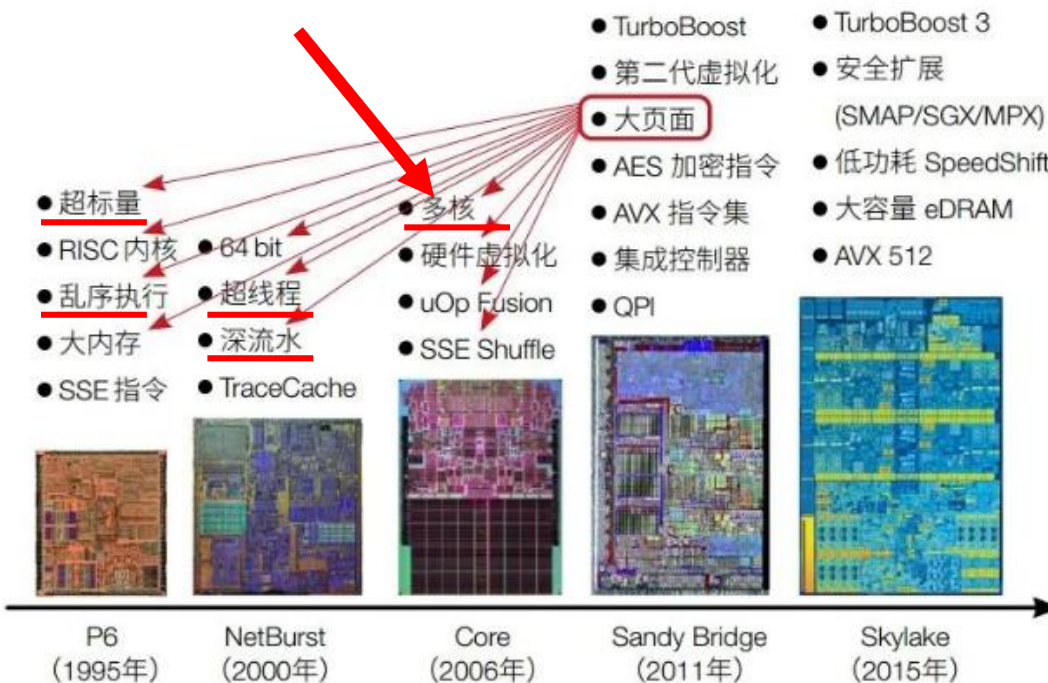 ● 超标量
● RISC 内核
● 乱序执行
● 大内存
● SSE 指令
● 64 bit
● 超线程
● 深流水
● TraceCache
● 多核
● 硬件虚拟化
● uOp Fusion
● SSE Shuffle
● TurboBoost
● 第二代虚拟化
● 大页面
● AES 加密指令
● AVX 指令集
● 集成控制器
● QPI
● TurboBoost 3
● 安全扩展
(SMAP/SGX/MPX)
● 低功耗 SpeedShift
● 大容量 eDRAM
● AVX 512
P6
(1995年)
NetBurst
(2000年)
Core
(2006年)
Sandy Bridge
(2011年)
Skylake
(2015年)